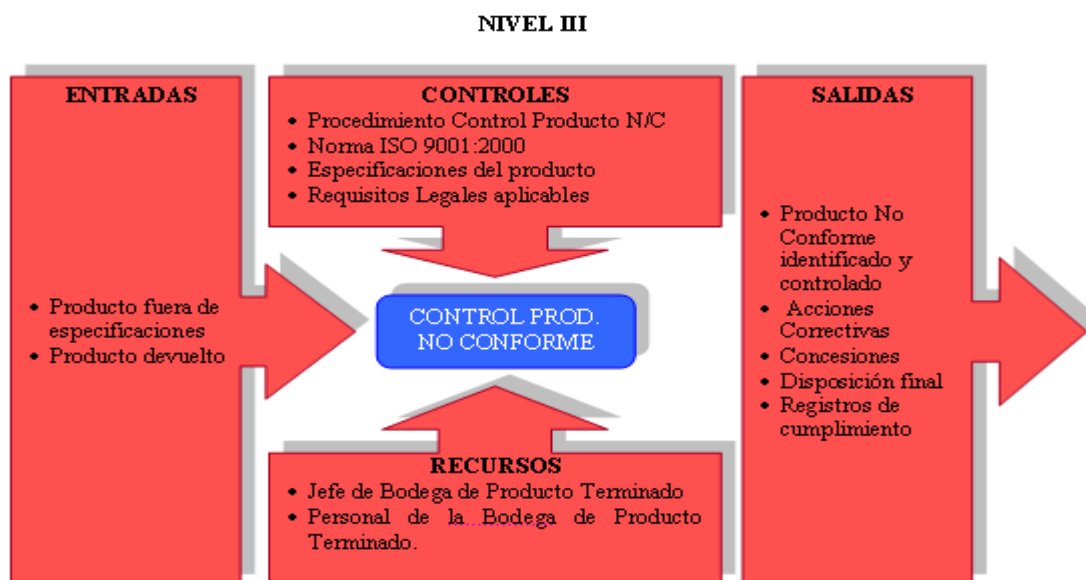 NIVEL III
ENTRADAS
• Producto fuera de
especificaciones
• Producto devuelto
CONTROLES
• Procedimiento Control Producto N/C
• Norma ISO 9001:2000
• Especificaciones del producto
• Requisitos Legales aplicables
CONTROL PROD.
NO CONFORME
RECURSOS
• Jefe de Bodega de Producto Terminado
• Personal de la Bodega de Producto
Terminado.
SALIDAS
• Producto No
Conforme
identificado y
controlado
• Acciones
Correctivas
• Concesiones
• Disposición final
• Registros de
cumplimiento